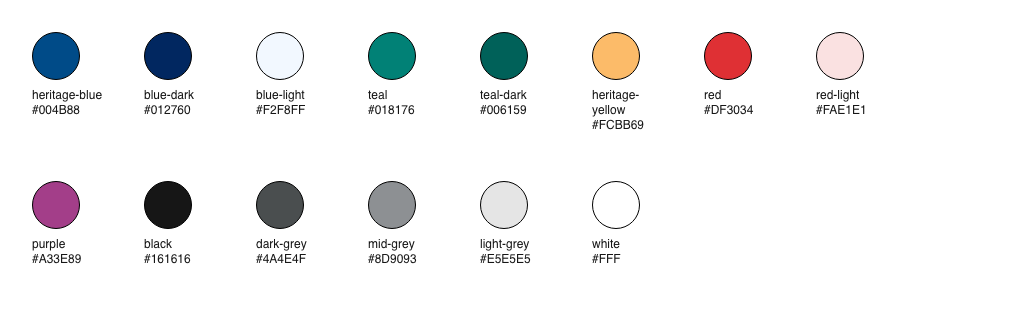 heritage-blue
#004B88
blue-dark
#012760
blue-light
#F2F8FF
teal
#018176
teal-dark
#006159
heritage-
yellow
#FCBB69
red
#DF3034
red-light
#FAE1E1
purple
#A33E89
black
#161616
dark-grey
#4A4E4F
mid-grey
#8D9093
light-grey
#E5E5E5
white
#FFF